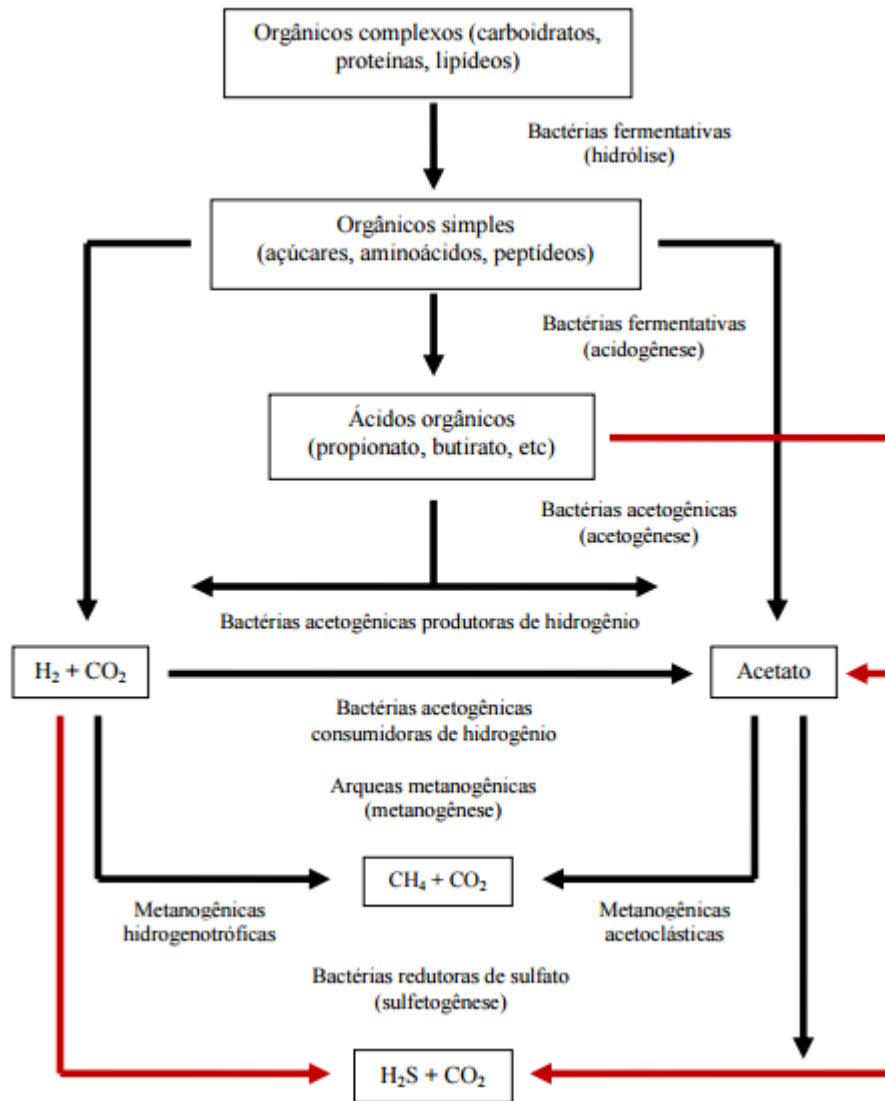 Orgânicos complexos (carboidratos,
proteínas, lipídeos)
Bactérias fermentativas
(hidrólise)
Orgânicos simples
(açúcares, aminoácidos, peptídeos)
Bactérias fermentativas
(acidogênese)
Ácidos orgânicos
(propionato, butirato, etc)
Bactérias acetogênicas
(acetogênese)
Bactérias acetogênicas produtoras de hidrogênio
H₂ + CO₂
Acetato
Bactérias acetogênicas
consumidoras de hidrogênio
Arqueas metanogênicas
(metanogênese)
CH₄ + CO₂
Metanogênicas
hidrogenotróficas
Metanogênicas
acetoclásticas
Bactérias redutoras de sulfato
(sulfetogênese)
H₂S + CO₂